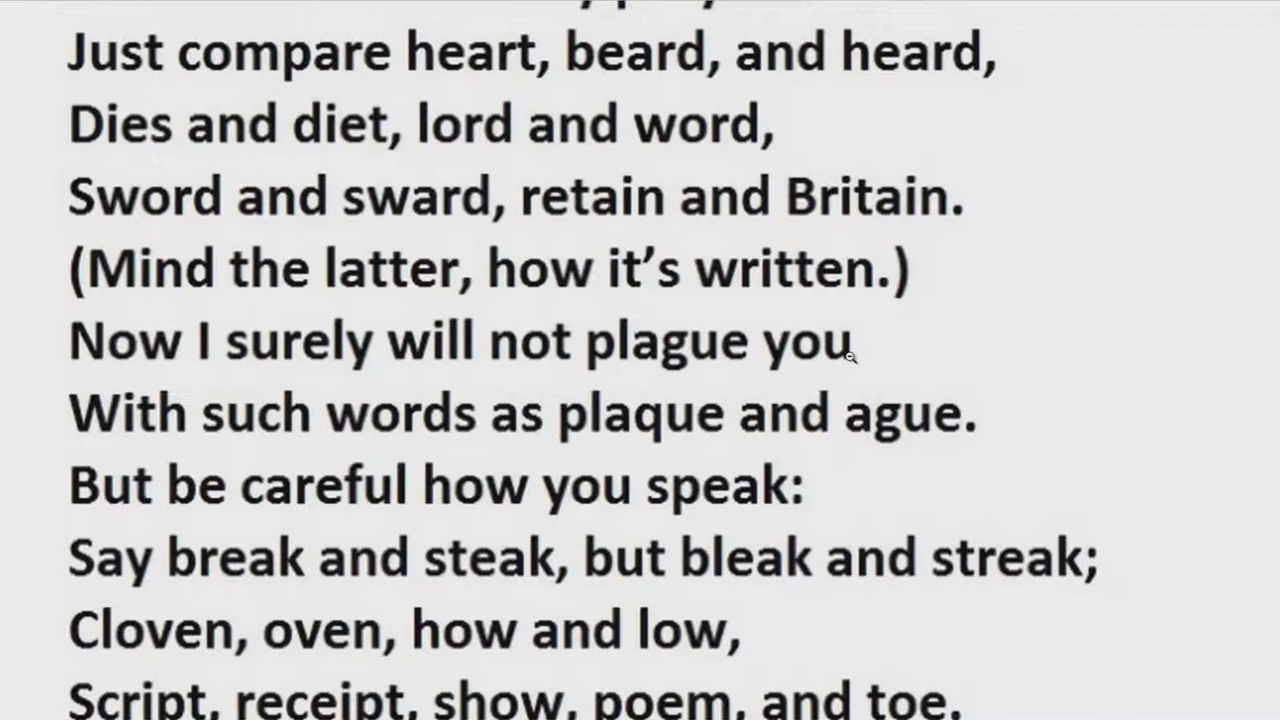 Just compare heart, beard, and heard,
Dies and diet, lord and word,
Sword and sward, retain and Britain.
(Mind the latter, how it’s written.)
Now I surely will not plague you
With such words as plaque and ague.
But be careful how you speak:
Say break and steak, but bleak and streak;
Cloven, oven, how and low,
Script, receipt, show, poem, and toe.